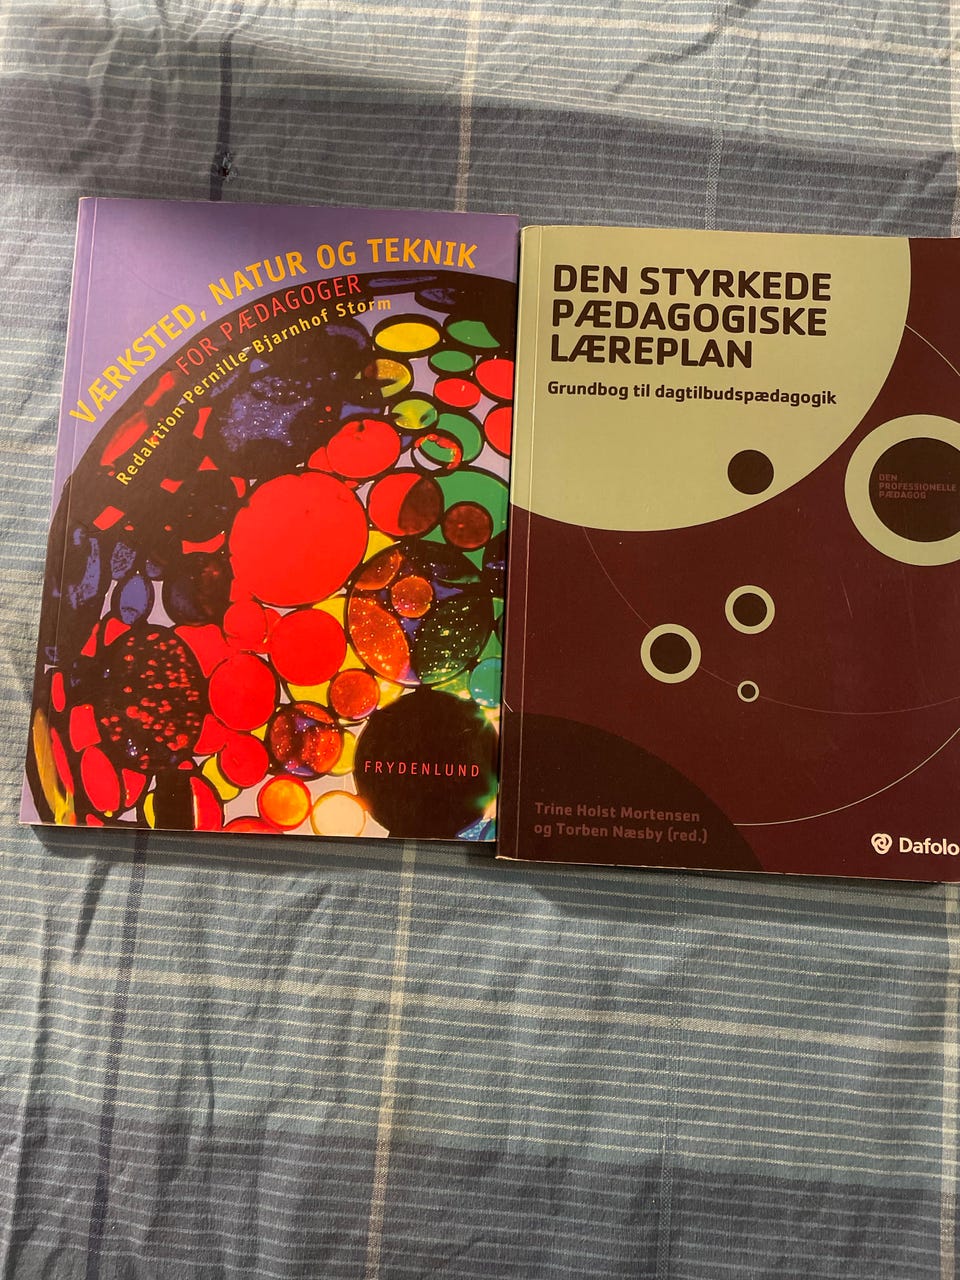 VÆRKSTED, NATUR OG TEKNIK
FOR PÆDAGOGER
Redaktion Pernille Bjarnhof Storm
FRYDENLUND
DEN STYRKEDE
PÆDAGOGISKE
LÆREPLAN
Grundbog til dagtilbudspædagogik
DEN
PROFESSIONELLE
PÆDAGOG
Trine Holst Mortensen
og Torben Næsby (red.)
Dafolo